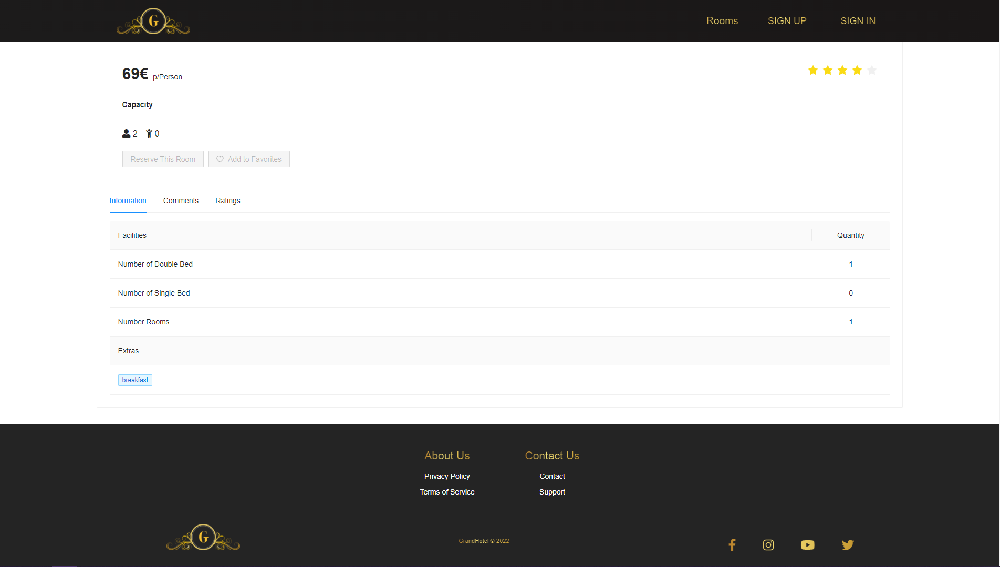 G
Rooms
SIGN UP
SIGN IN
69€ p/Person
Capacity
2
0
Reserve This Room
Add to Favorites
Information
Comments
Ratings
Facilities
Quantity
Number of Double Bed
1
Number of Single Bed
0
Number Rooms
1
Extras
breakfast
About Us
Contact Us
Privacy Policy
Contact
Terms of Service
Support
G
GrandHotel © 2022